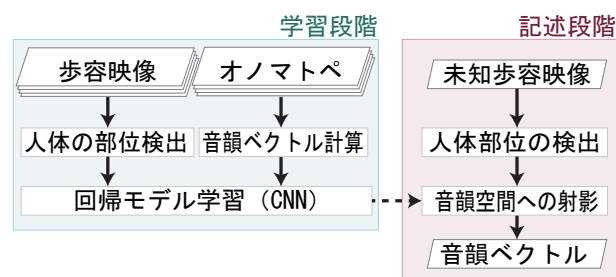 学習段階
歩容映像
オノマトペ
人体の部位検出
音韻ベクトル計算
回帰モデル学習（CNN）
記述段階
未知歩容映像
人体部位の検出
音韻空間への射影
音韻ベクトル